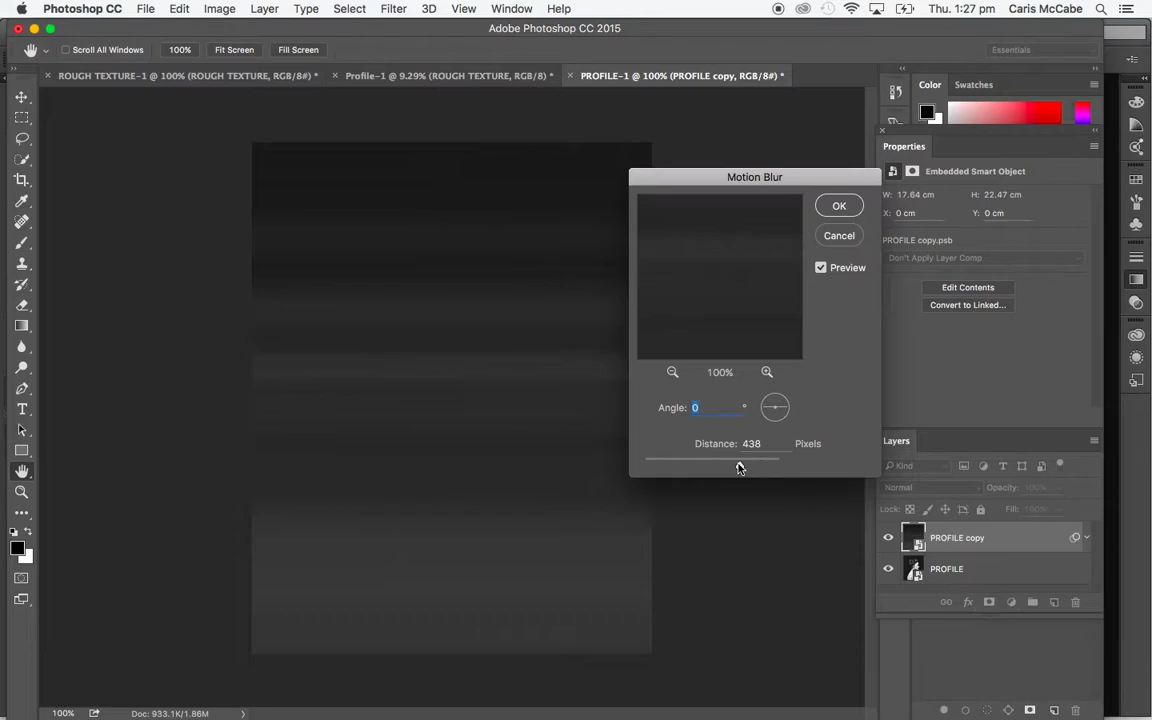 Photoshop CC File Edit Image Layer Type Select Filter 3D View Window Help Thu 1:27 pm Caris McCabe
Adobe Photoshop CC 2015
Scroll All Windows 100% Fit Screen Fill Screen Essentials
ROUGH TEXTURE-1 @ 100% (ROUGH TEXTURE, RGB/8#) * Profile-1 @ 9.29% (ROUGH TEXTURE, RGB/8) * PROFILE-1 @ 100% (PROFILE copy, RGB/8#) *
Color Swatches
Properties
Embedded Smart Object
W: 17.64 cm H: 22.47 cm
X: 0 cm Y: 0 cm
PROFILE copy.psb
Don't Apply Layer Comp
Edit Contents
Convert to Linked...
Motion Blur
OK
Cancel
Preview
100%
Angle: 0 °
Distance: 438 Pixels
Layers
Kind
Normal Opacity: 100%
Lock: Fill: 100%
PROFILE copy
PROFILE
100% Doc: 933.1K/1.86M